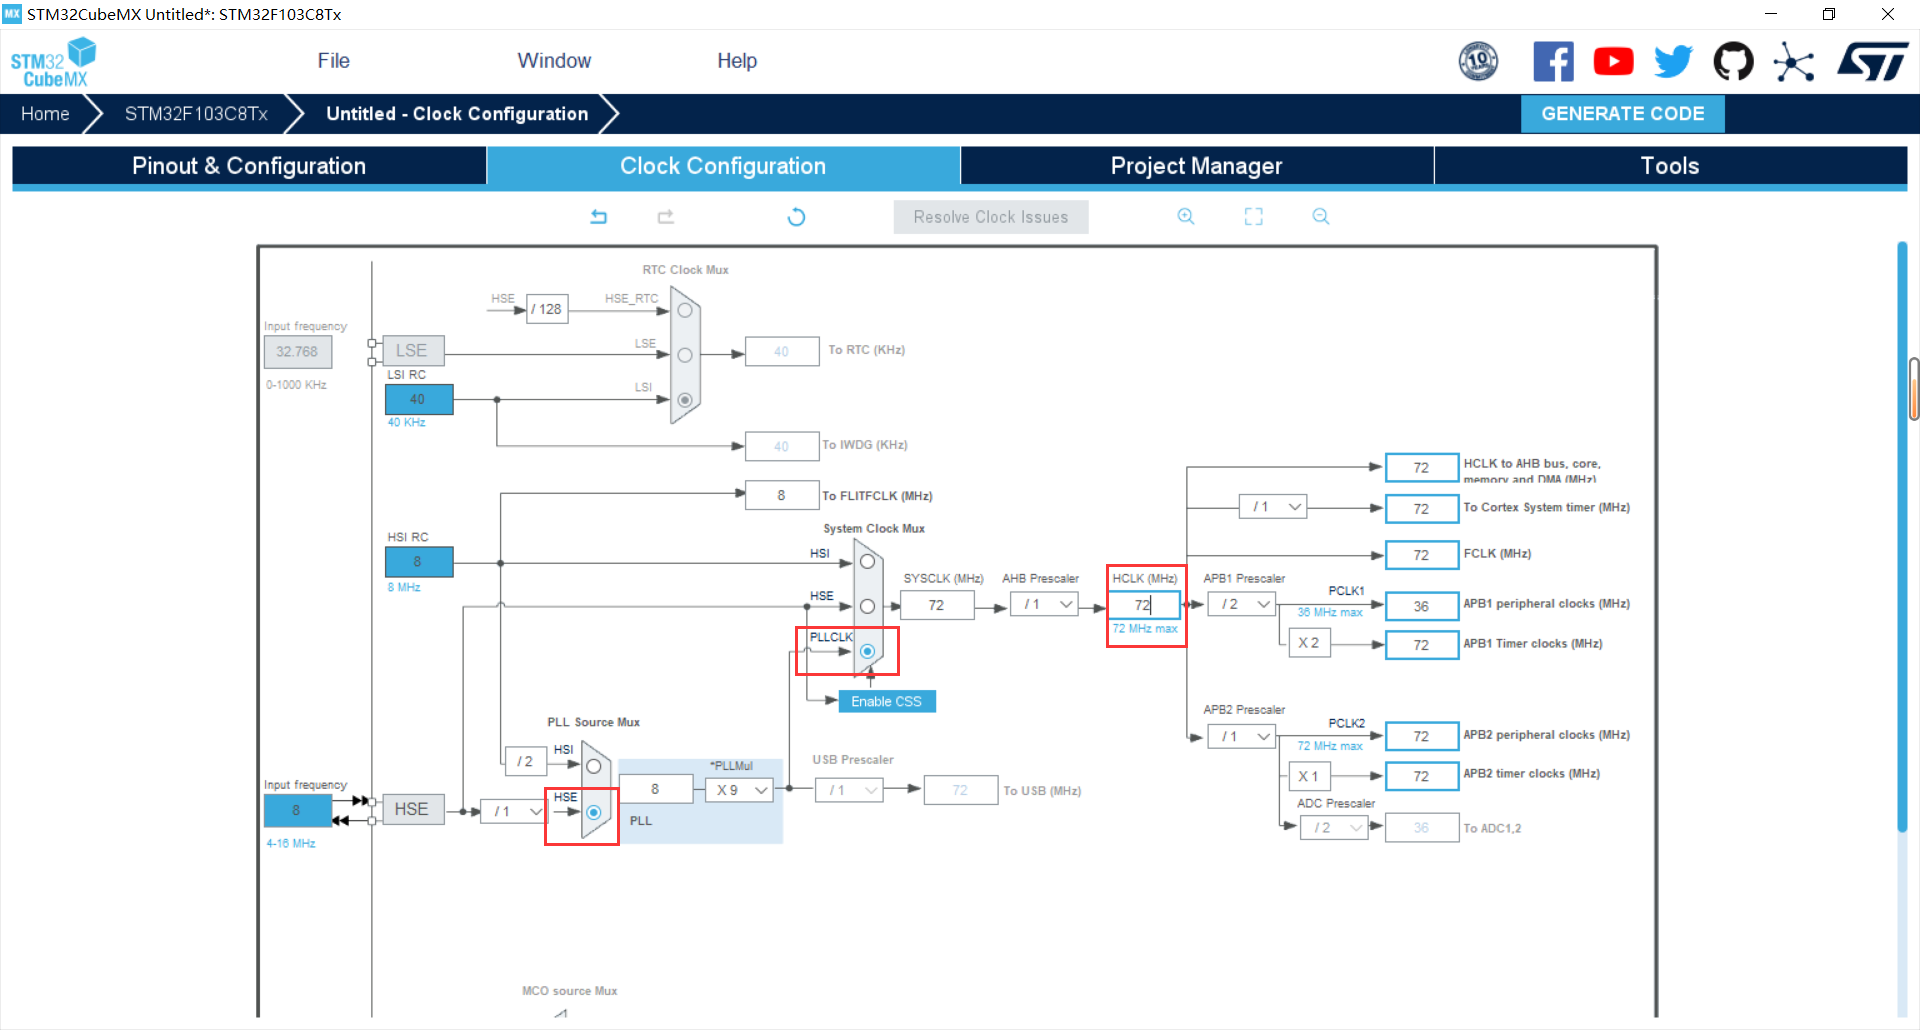 MX STM32CubeMX Untitled*: STM32F103C8Tx
STM32 CubeMX
File Window Help
10 YEARS
ST
Home STM32F103C8Tx Untitled - Clock Configuration GENERATE CODE
Pinout & Configuration Clock Configuration Project Manager Tools
Resolve Clock Issues
RTC Clock Mux
HSE / 128 HSE_RTC
Input frequency
32.768
0-1000 KHz
LSE
LSE
40 To RTC (KHz)
LSI RC
40
40 KHz
LSI
40 To IWDG (KHz)
8 To FLITFCLK (MHz)
System Clock Mux
HSI RC
8
8 MHz
HSI
HSE
PLLCLK
Enable CSS
SYSCLK (MHz)
72
AHB Prescaler
/ 1
HCLK (MHz)
72
72 MHz max
72 HCLK to AHB bus, core,
memory and DMA (MHz)
/ 1 72 To Cortex System timer (MHz)
72 FCLK (MHz)
APB1 Prescaler
/ 2
PCLK1
36 MHz max
36 APB1 peripheral clocks (MHz)
X 2 72 APB1 Timer clocks (MHz)
APB2 Prescaler
/ 1
PCLK2
72 MHz max
72 APB2 peripheral clocks (MHz)
X 1 72 APB2 timer clocks (MHz)
ADC Prescaler
/ 2 36 To ADC1,2
PLL Source Mux
/ 2 HSI
Input frequency
8
4-16 MHz
HSE
/ 1
HSE
8
*PLLMul
X 9
PLL
USB Prescaler
/ 1 72 To USB (MHz)
MCO source Mux